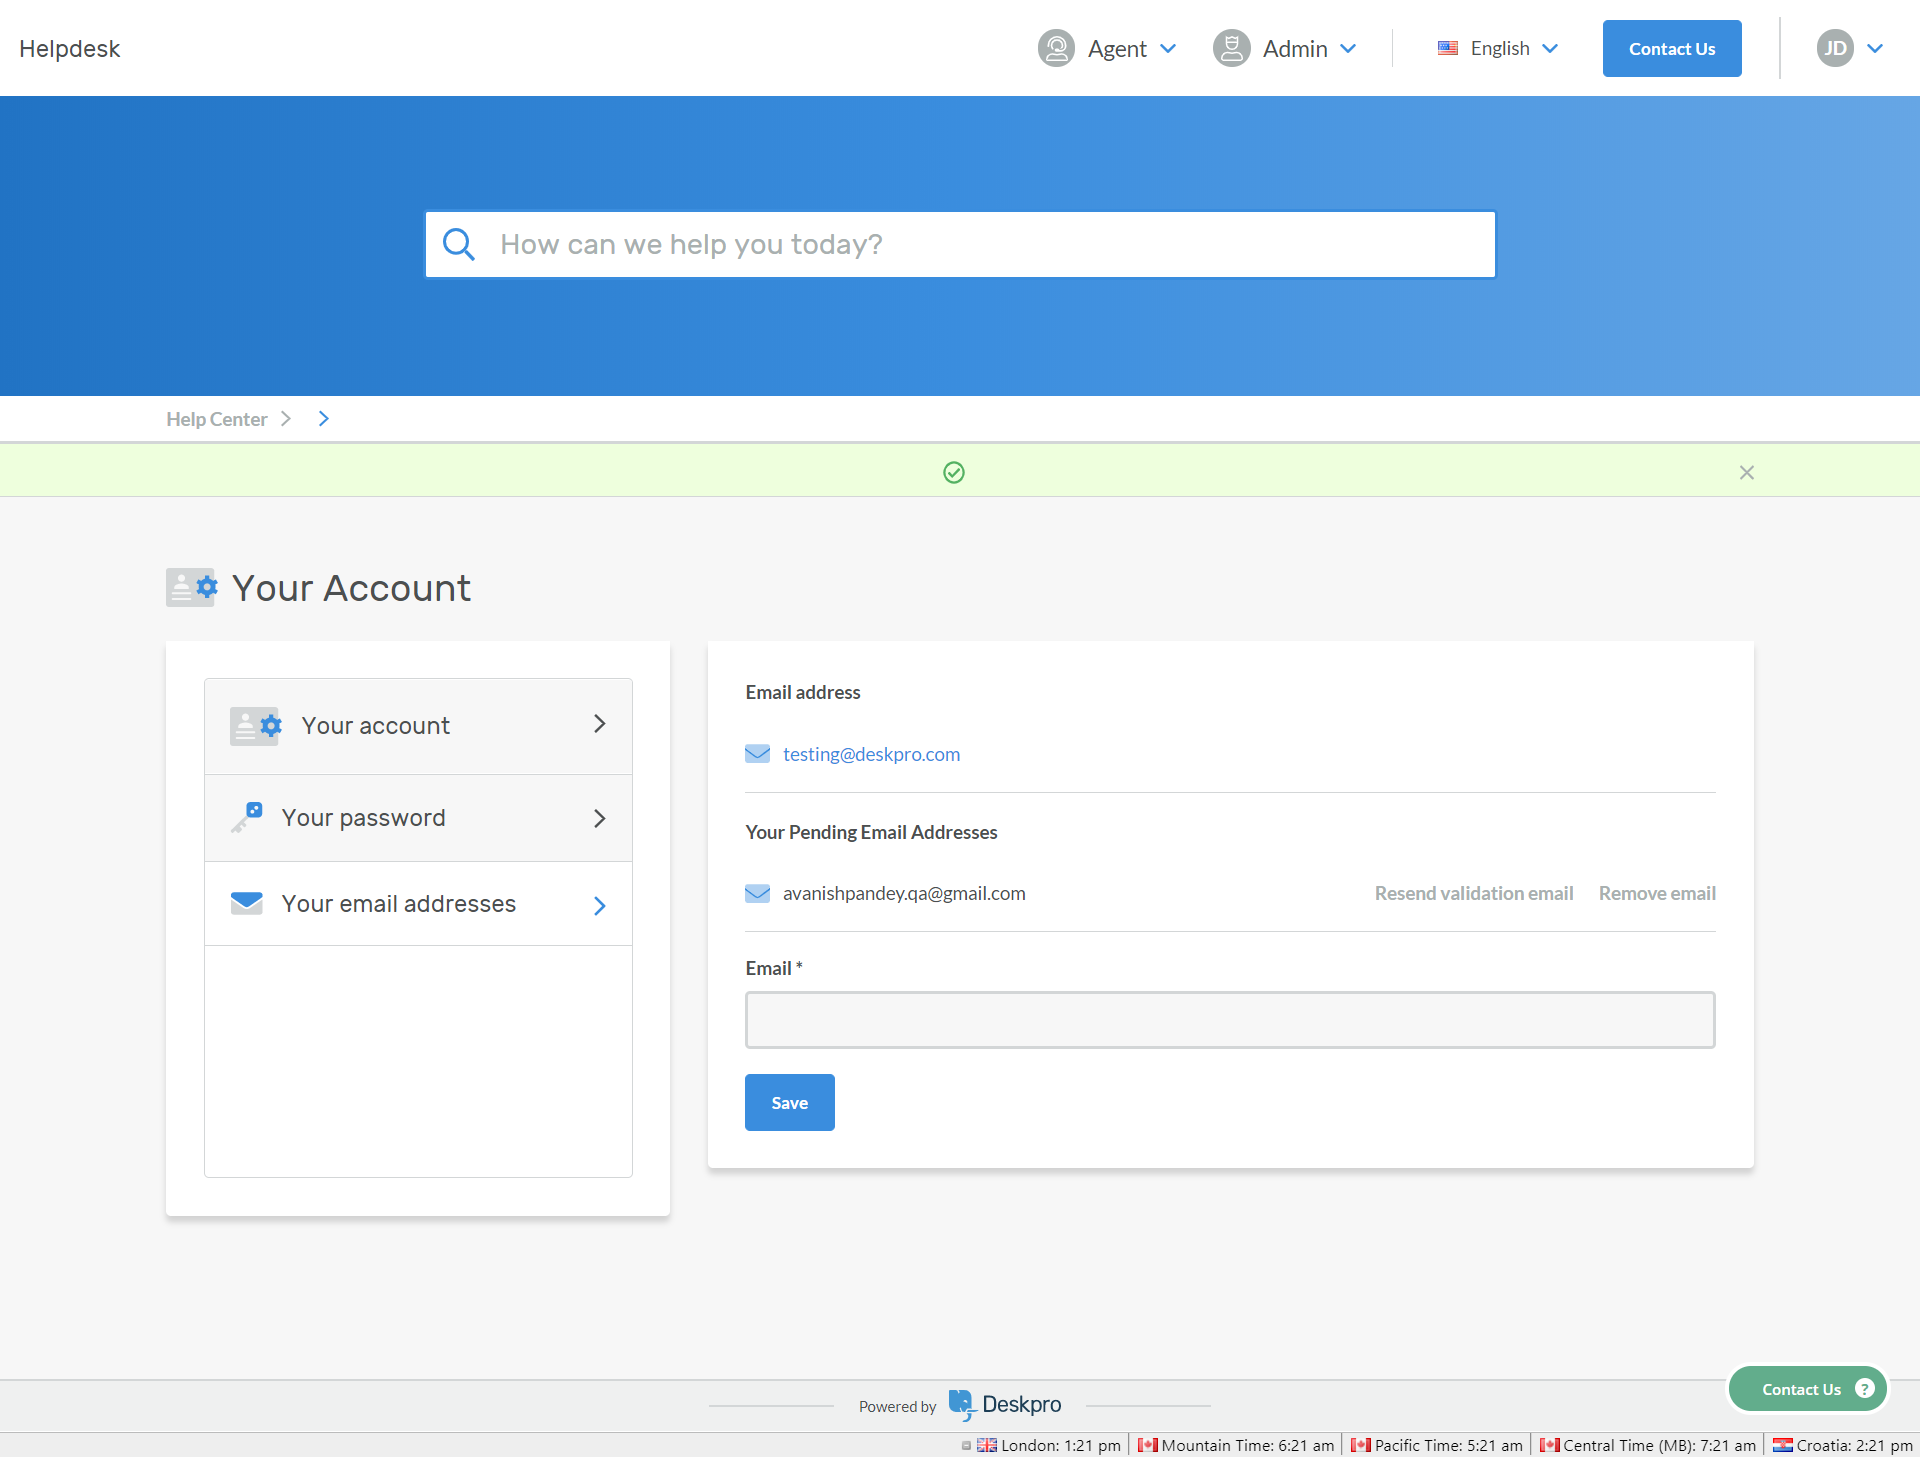 Helpdesk
Agent
Admin
English
Contact Us
JD
How can we help you today?
Help Center
Your Account
Your account
Your password
Your email addresses
Email address
testing@deskpro.com
Your Pending Email Addresses
avanishpandey.qa@gmail.com
Resend validation email
Remove email
Email *
Save
Contact Us ?
Powered by Deskpro
London: 1:21 pm
Mountain Time: 6:21 am
Pacific Time: 5:21 am
Central Time (MB): 7:21 am
Croatia: 2:21 pm